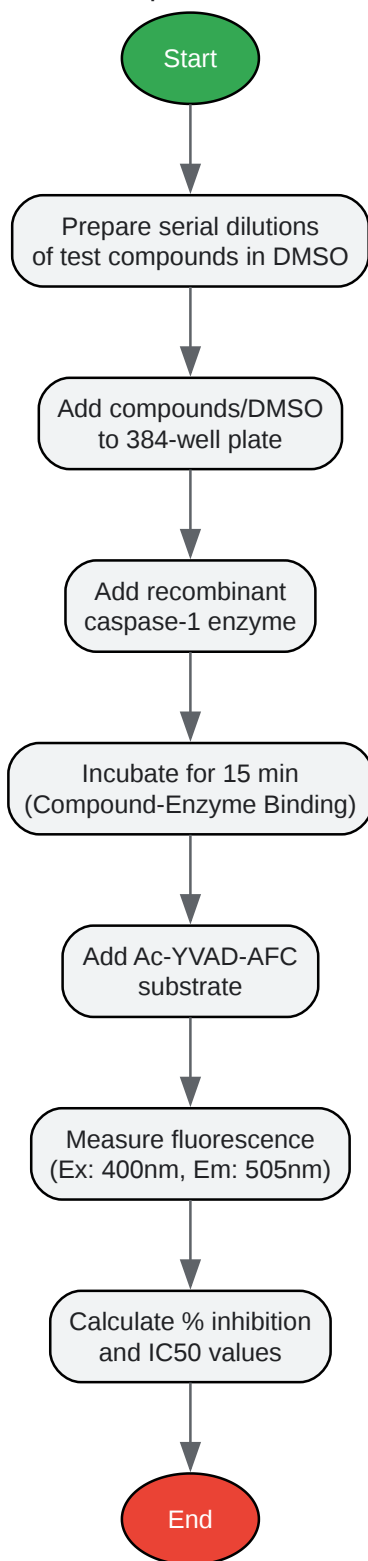 Start
Prepare serial dilutions
of test compounds in DMSO
Add compounds/DMSO
to 384-well plate
Add recombinant
caspase-1 enzyme
Incubate for 15 min
(Compound-Enzyme Binding)
Add Ac-YVAD-AFC
substrate
Measure fluorescence
(Ex: 400nm, Em: 505nm)
Calculate % inhibition
and IC50 values
End